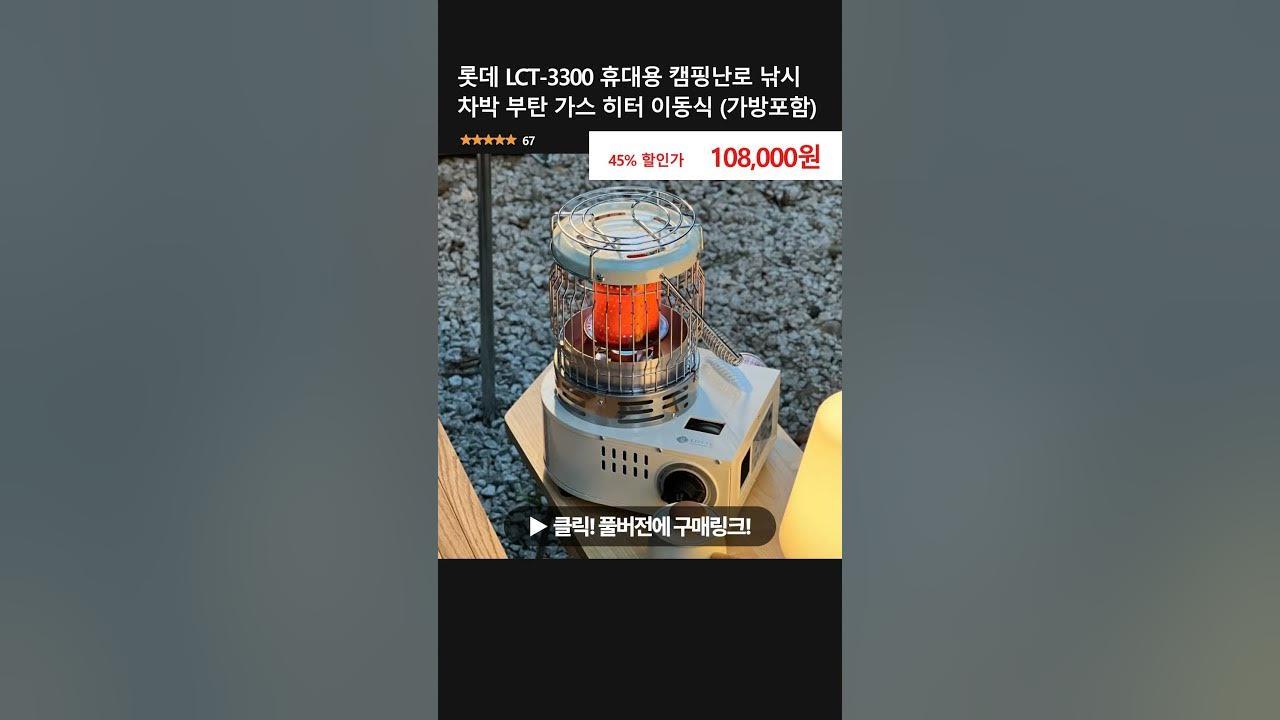 롯데 LCT-3300 휴대용 캠핑난로 낚시
차박 부탄 가스 히터 이동식 (가방포함)
67
45% 할인가 108,000원
▶ 클릭! 풀버전에 구매링크!